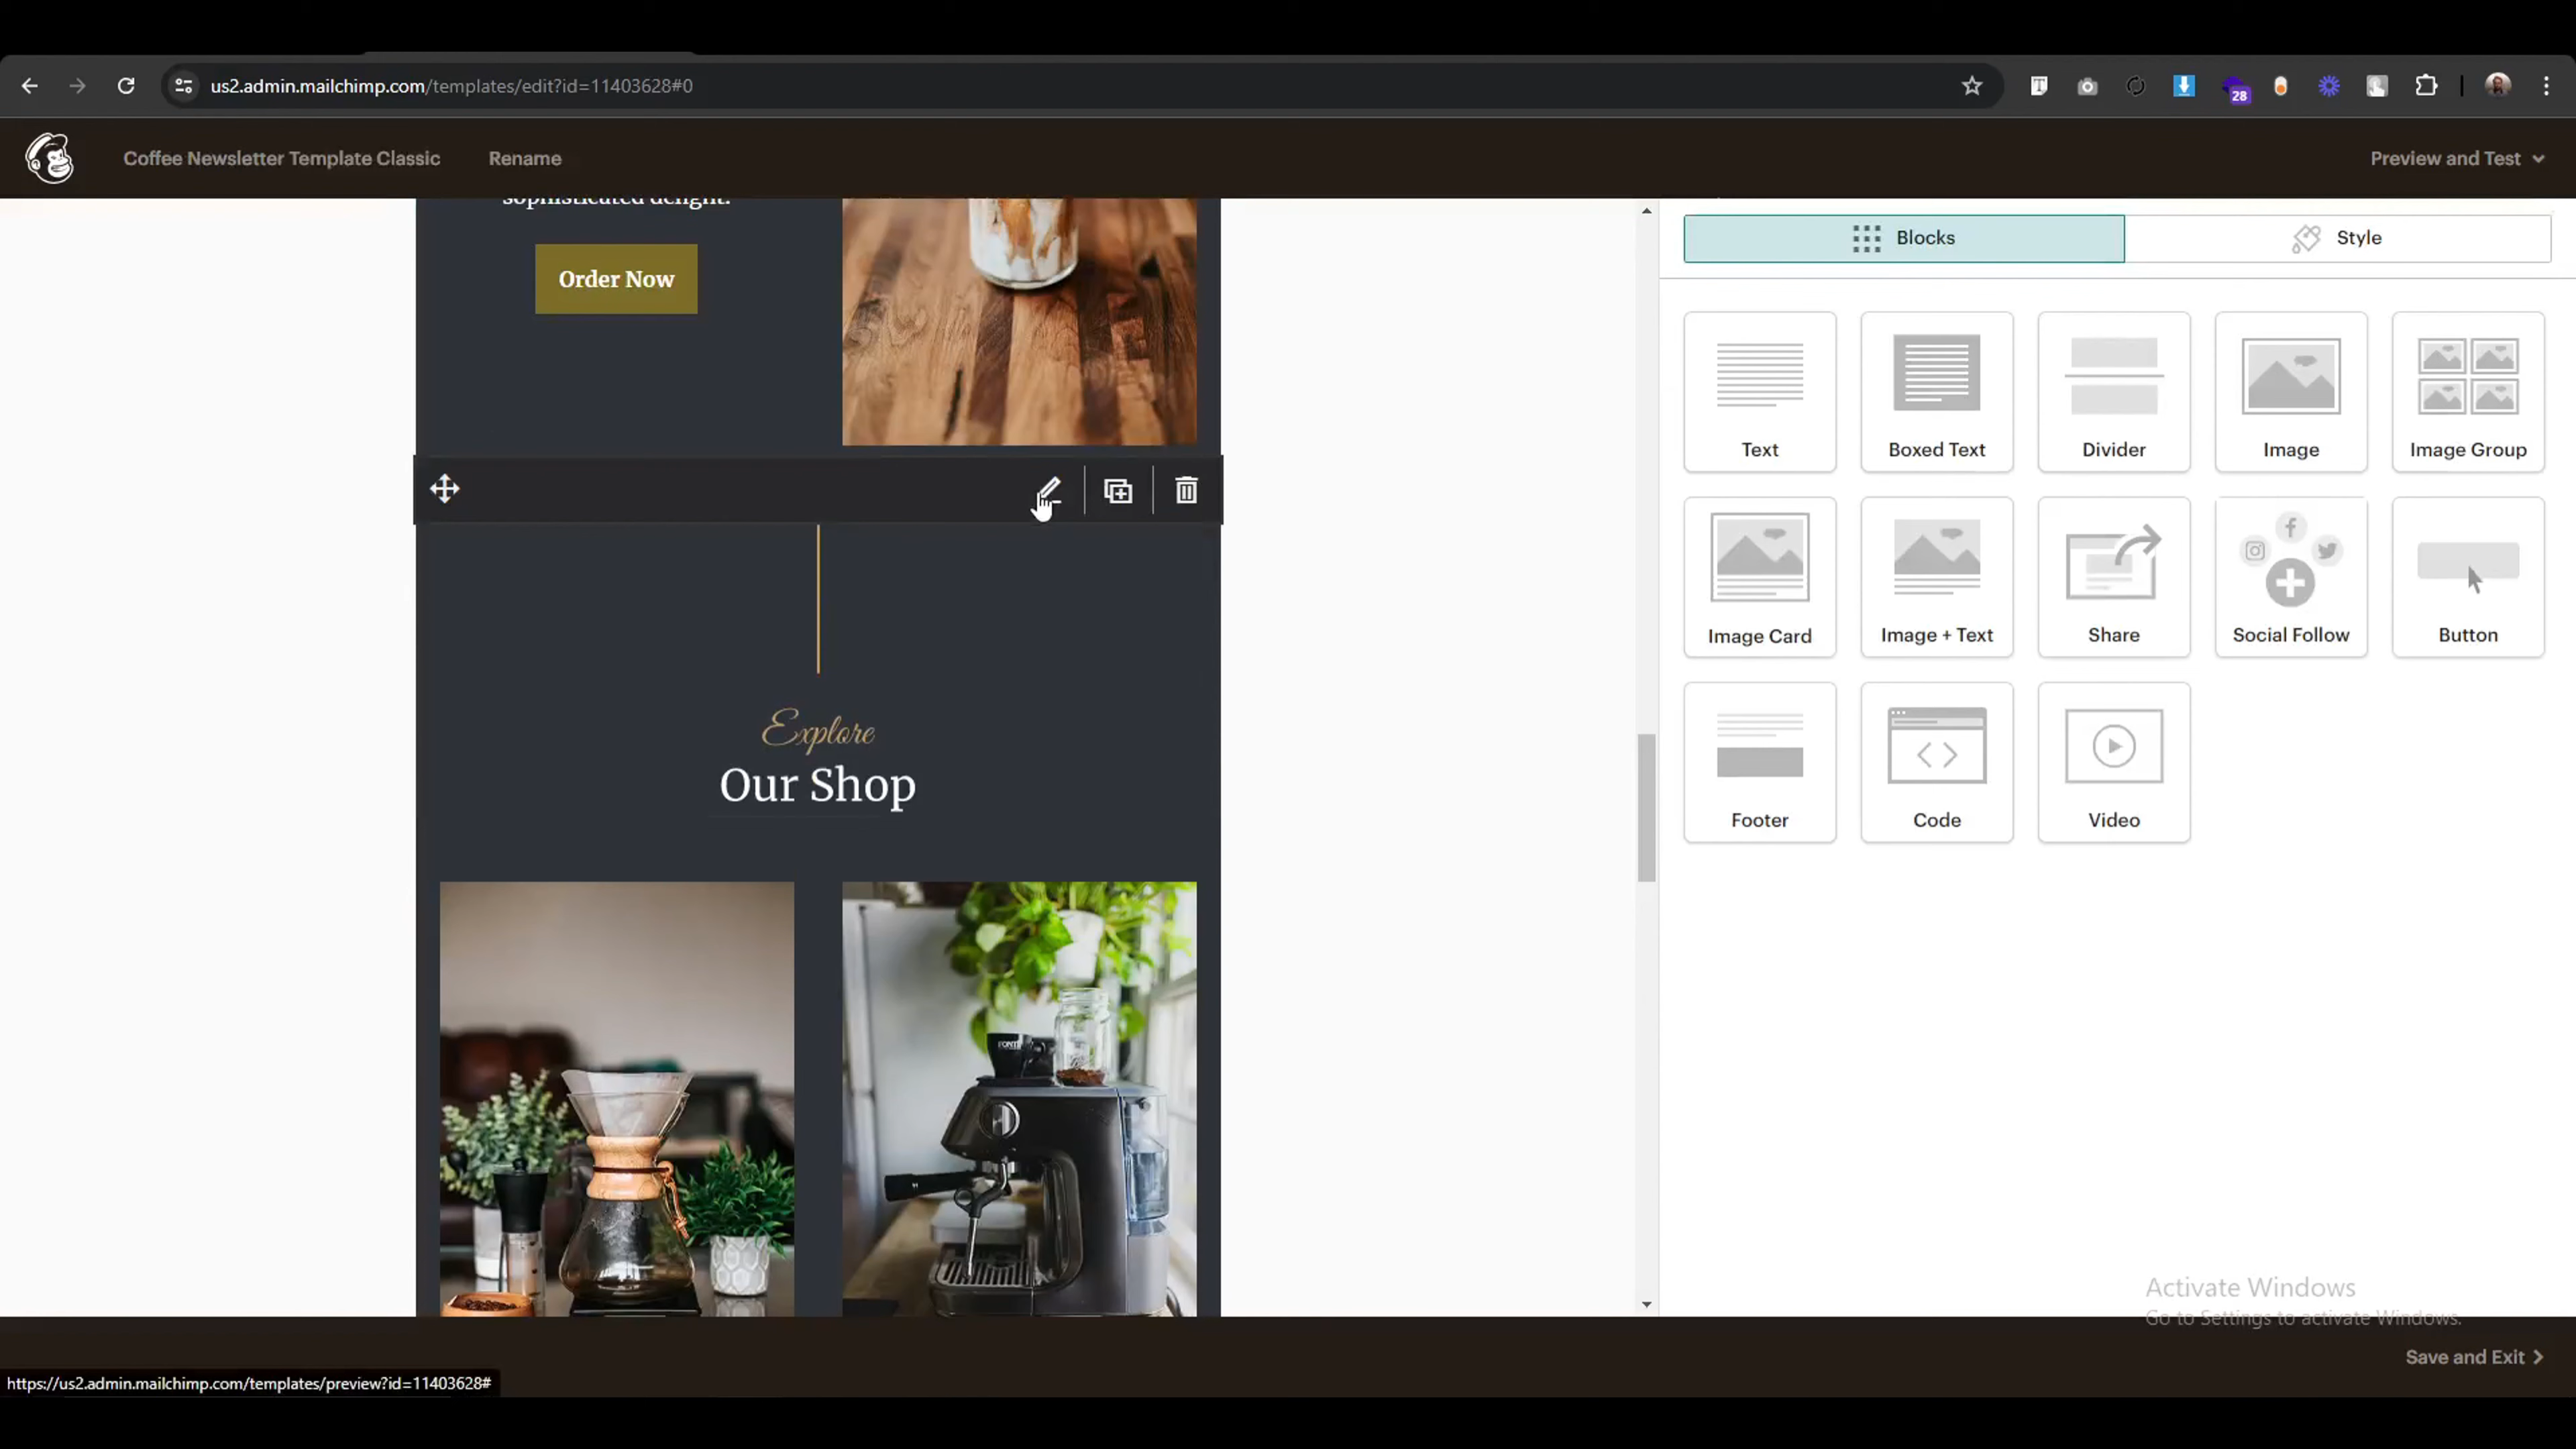 us2.admin.mailchimp.com/templates/edit?id=11403628#0
28
Coffee Newsletter Template Classic
Rename
Preview and Test
sophisticated delight.
Order Now
Explore
Our Shop
Blocks
Style
Text
Boxed Text
Divider
Image
Image Group
Image Card
Image + Text
Share
Social Follow
Button
Footer
Code
Video
Activate Windows
Go to Settings to activate Windows.
Save and Exit
https://us2.admin.mailchimp.com/templates/preview?id=11403628#